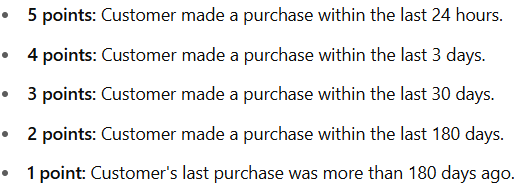 • 5 points: Customer made a purchase within the last 24 hours.
• 4 points: Customer made a purchase within the last 3 days.
• 3 points: Customer made a purchase within the last 30 days.
• 2 points: Customer made a purchase within the last 180 days.
• 1 point: Customer's last purchase was more than 180 days ago.